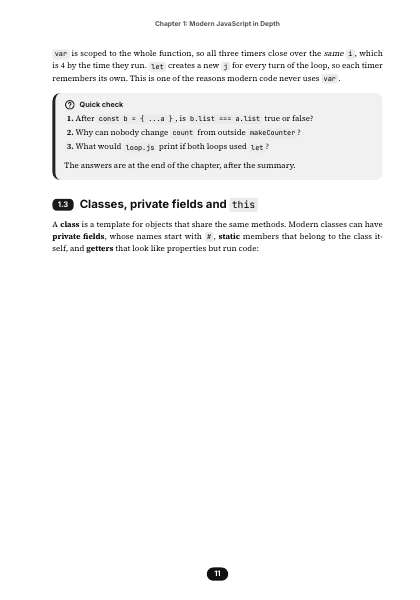 Chapter 1: Modern JavaScript in Depth
var is scoped to the whole function, so all three timers close over the same i, which
is 4 by the time they run. let creates a new j for every turn of the loop, so each timer
remembers its own. This is one of the reasons modern code never uses var.
Quick check
1. After const b = { ...a }, is b.list === a.list true or false?
2. Why can nobody change count from outside makeCounter?
3. What would loop.js print if both loops used let?
The answers are at the end of the chapter, after the summary.
1.3 Classes, private fields and this
A class is a template for objects that share the same methods. Modern classes can have
private fields, whose names start with #, static members that belong to the class it-
self, and getters that look like properties but run code:
11